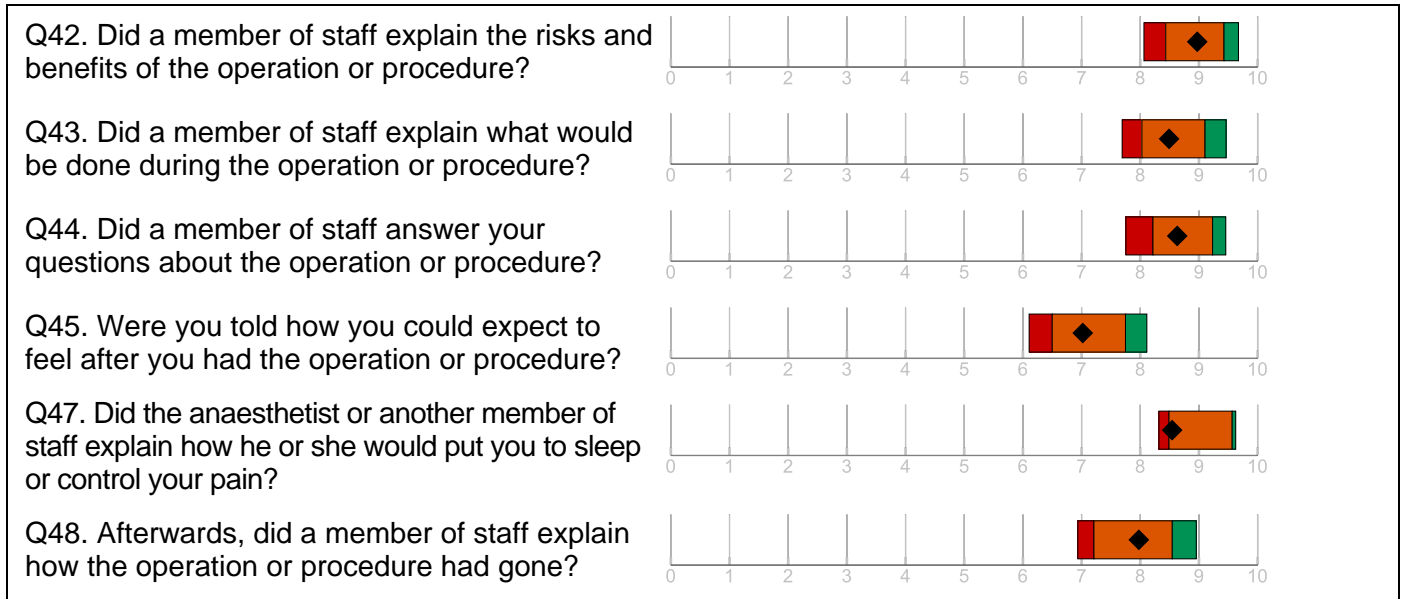 Q42. Did a member of staff explain the risks and
benefits of the operation or procedure?
0 1 2 3 4 5 6 7 8 9 10
Q43. Did a member of staff explain what would
be done during the operation or procedure?
0 1 2 3 4 5 6 7 8 9 10
Q44. Did a member of staff answer your
questions about the operation or procedure?
0 1 2 3 4 5 6 7 8 9 10
Q45. Were you told how you could expect to
feel after you had the operation or procedure?
0 1 2 3 4 5 6 7 8 9 10
Q47. Did the anaesthetist or another member of
staff explain how he or she would put you to sleep
or control your pain?
0 1 2 3 4 5 6 7 8 9 10
Q48. Afterwards, did a member of staff explain
how the operation or procedure had gone?
0 1 2 3 4 5 6 7 8 9 10